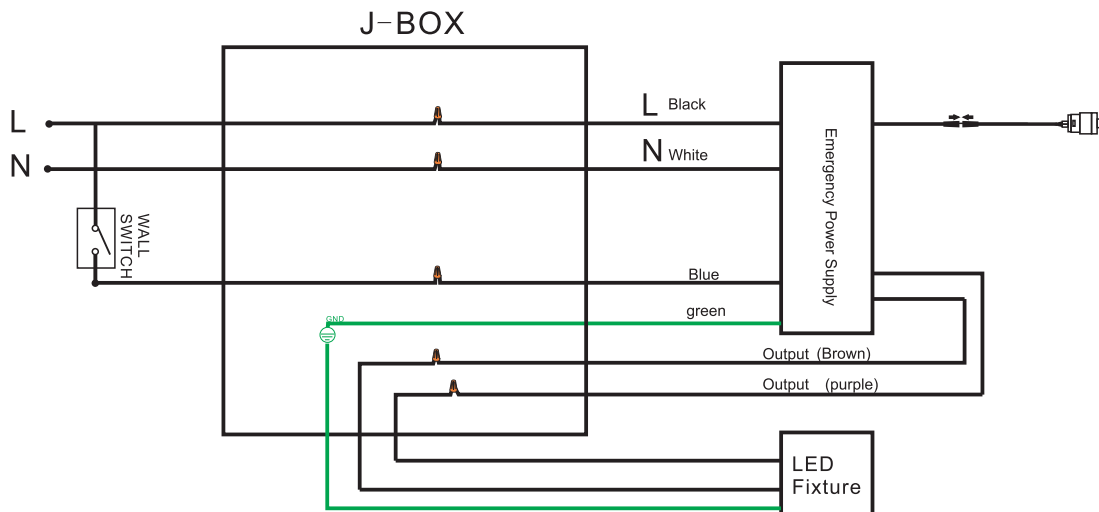 J-BOX
L
N
WALL
SWITCH
L Black
N White
Blue
green
GND
Output (Brown)
Output (purple)
Emergency Power Supply
LED
Fixture